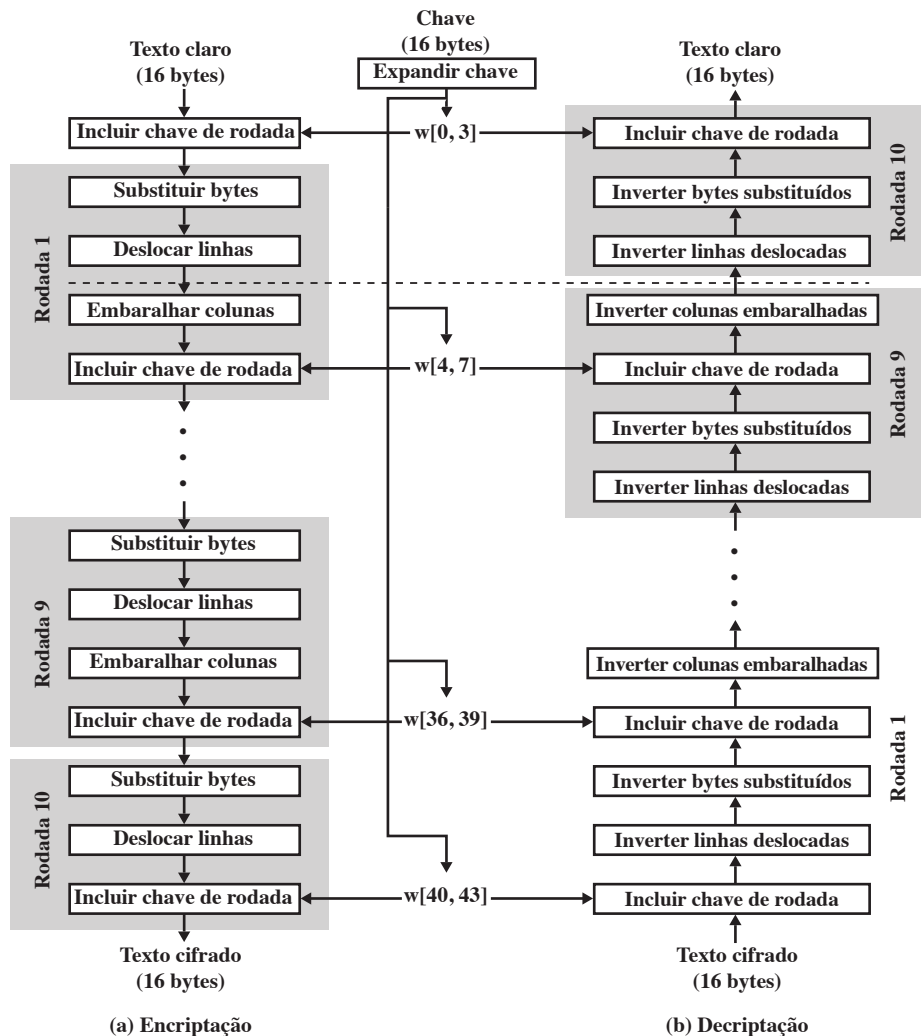 Chave
(16 bytes)
Expandir chave
Texto claro
(16 bytes)
Incluir chave de rodada
Rodada 1
Substituir bytes
Deslocar linhas
Embaralhar colunas
Incluir chave de rodada
Rodada 9
Substituir bytes
Deslocar linhas
Embaralhar colunas
Incluir chave de rodada
Rodada 10
Substituir bytes
Deslocar linhas
Incluir chave de rodada
Texto cifrado
(16 bytes)
(a) Encriptação
w[0, 3]
w[4, 7]
w[36, 39]
w[40, 43]
Texto claro
(16 bytes)
Incluir chave de rodada
Inverter bytes substituídos
Inverter linhas deslocadas
Rodada 10
Inverter colunas embaralhadas
Incluir chave de rodada
Inverter bytes substituídos
Inverter linhas deslocadas
Rodada 9
Inverter colunas embaralhadas
Incluir chave de rodada
Inverter bytes substituídos
Inverter linhas deslocadas
Incluir chave de rodada
Rodada 1
Texto cifrado
(16 bytes)
(b) Decriptação